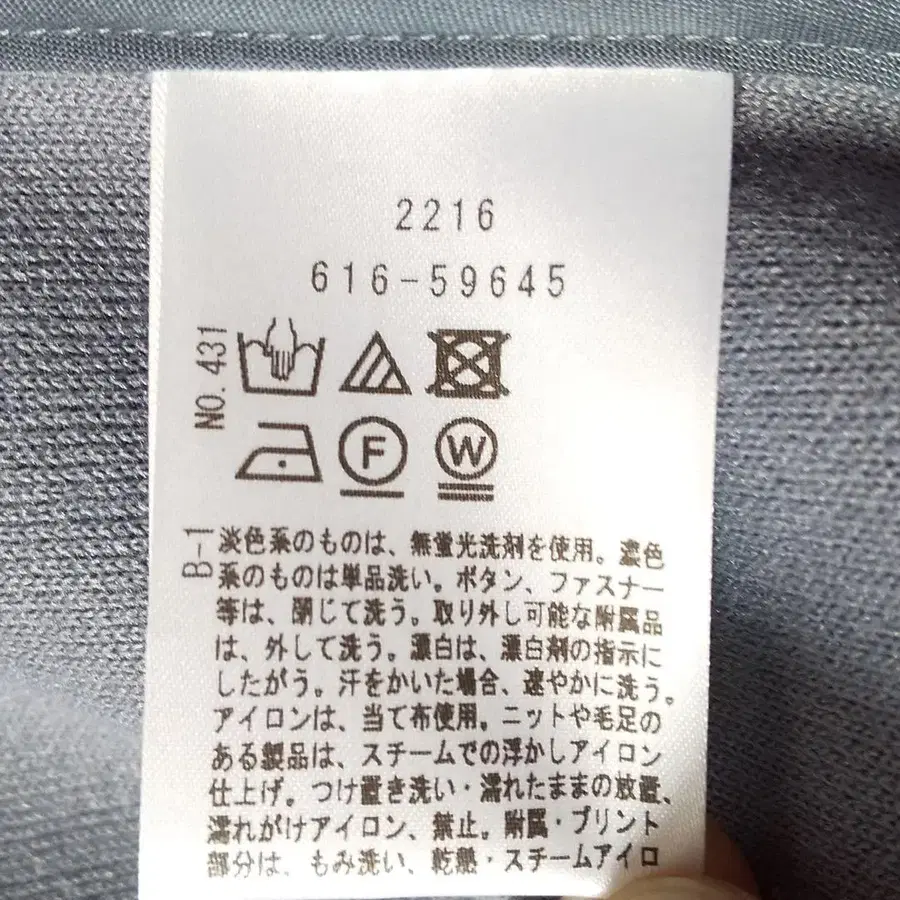 2216
616-59645
NO. 431
F
W
B-1
淡色系のものは、無蛍光洗剤を使用。濃色
系のものは単品洗い。ボタン、ファスナー
等は、閉じて洗う。取り外し可能な附属品
は、外して洗う。漂白は、漂白剤の指示に
したがう。汗をかいた場合、速やかに洗う。
アイロンは、当て布使用。ニットや毛足の
ある製品は、スチームでの浮かしアイロン
仕上げ。つけ置き洗い・濡れたままの放置、
濡れがけアイロン、禁止。附属・プリント
部分は、もみ洗い、乾熱・スチームアイロ